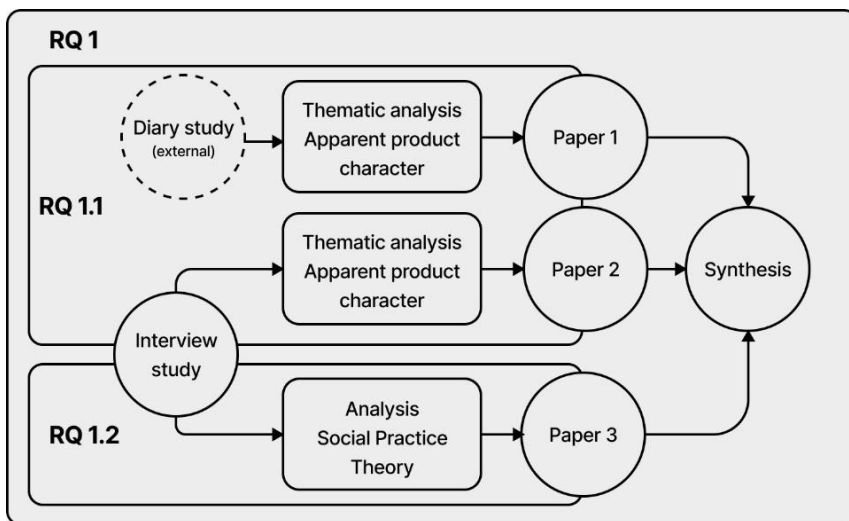 RQ 1
Diary study
(external)
Thematic analysis
Apparent product
character
Paper 1
RQ 1.1
Thematic analysis
Apparent product
character
Paper 2
Synthesis
Interview
study
RQ 1.2
Analysis
Social Practice
Theory
Paper 3